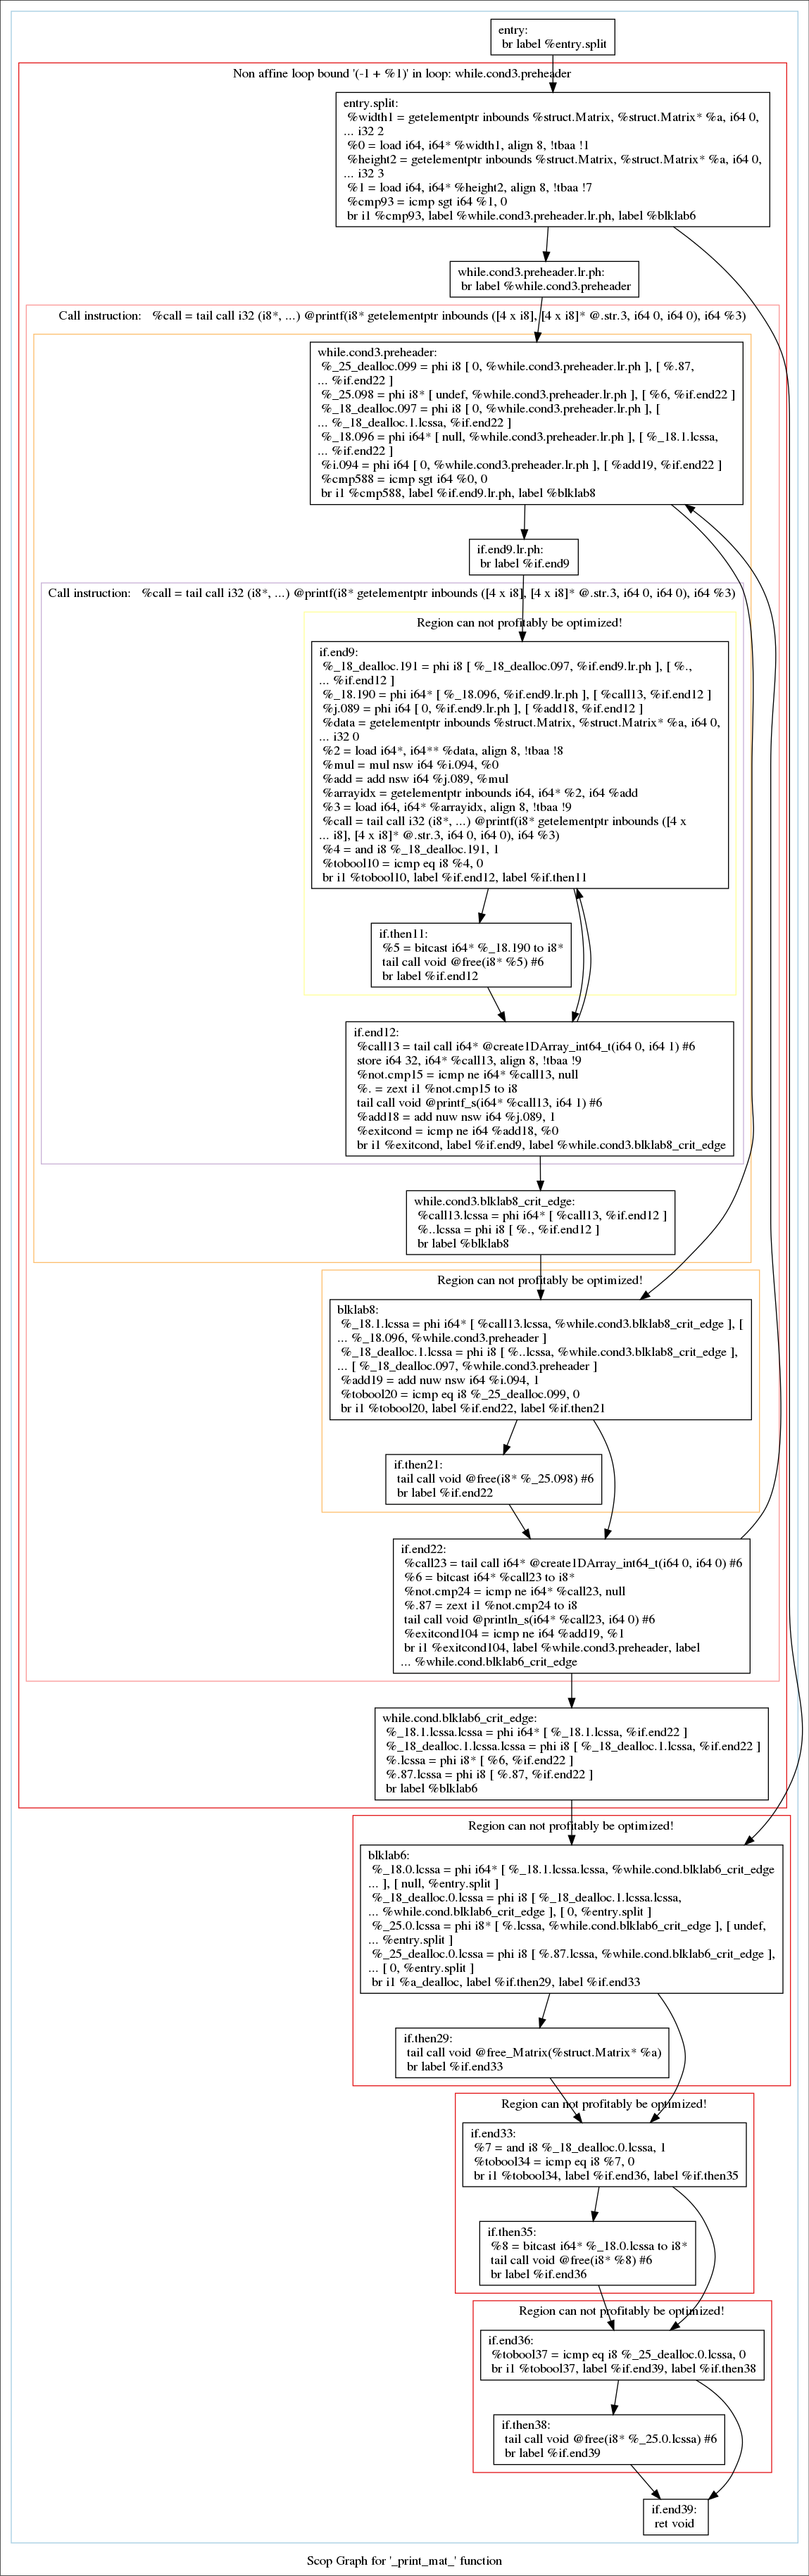 entry:
br label %entry.split
Non affine loop bound '(-1 + %1)' in loop: while.cond3.preheader
entry.split:
%width1 = getelementptr inbounds %struct.Matrix, %struct.Matrix* %a, i64 0,
... i32 2
%0 = load i64, i64* %width1, align 8, !tbaa !1
%height2 = getelementptr inbounds %struct.Matrix, %struct.Matrix* %a, i64 0,
... i32 3
%1 = load i64, i64* %height2, align 8, !tbaa !7
%cmp93 = icmp sgt i64 %1, 0
br i1 %cmp93, label %while.cond3.preheader.lr.ph, label %blklab6
while.cond3.preheader.lr.ph:
br label %while.cond3.preheader
Call instruction:   %call = tail call i32 (i8*, ...) @printf(i8* getelementptr inbounds ([4 x i8], [4 x i8]* @.str.3, i64 0, i64 0), i64 %3)
while.cond3.preheader:
%_25_dealloc.099 = phi i8 [ 0, %while.cond3.preheader.lr.ph ], [ %.87,
... %if.end22 ]
%_25.098 = phi i8* [ undef, %while.cond3.preheader.lr.ph ], [ %6, %if.end22 ]
%_18_dealloc.097 = phi i8 [ 0, %while.cond3.preheader.lr.ph ], [
... %_18_dealloc.1.lcssa, %if.end22 ]
%_18.096 = phi i64* [ null, %while.cond3.preheader.lr.ph ], [ %_18.1.lcssa,
... %if.end22 ]
%i.094 = phi i64 [ 0, %while.cond3.preheader.lr.ph ], [ %add19, %if.end22 ]
%cmp588 = icmp sgt i64 %0, 0
br i1 %cmp588, label %if.end9.lr.ph, label %blklab8
if.end9.lr.ph:
br label %if.end9
Call instruction:   %call = tail call i32 (i8*, ...) @printf(i8* getelementptr inbounds ([4 x i8], [4 x i8]* @.str.3, i64 0, i64 0), i64 %3)
Region can not profitably be optimized!
if.end9:
%_18_dealloc.191 = phi i8 [ %_18_dealloc.097, %if.end9.lr.ph ], [ %.,
... %if.end12 ]
%_18.190 = phi i64* [ %_18.096, %if.end9.lr.ph ], [ %call13, %if.end12 ]
%j.089 = phi i64 [ 0, %if.end9.lr.ph ], [ %add18, %if.end12 ]
%data = getelementptr inbounds %struct.Matrix, %struct.Matrix* %a, i64 0,
... i32 0
%2 = load i64*, i64** %data, align 8, !tbaa !8
%mul = mul nsw i64 %i.094, %0
%add = add nsw i64 %j.089, %mul
%arrayidx = getelementptr inbounds i64, i64* %2, i64 %add
%3 = load i64, i64* %arrayidx, align 8, !tbaa !9
%call = tail call i32 (i8*, ...) @printf(i8* getelementptr inbounds ([4 x
... i8], [4 x i8]* @.str.3, i64 0, i64 0), i64 %3)
%4 = and i8 %_18_dealloc.191, 1
%tobool10 = icmp eq i8 %4, 0
br i1 %tobool10, label %if.end12, label %if.then11
if.then11:
%5 = bitcast i64* %_18.190 to i8*
tail call void @free(i8* %5) #6
br label %if.end12
if.end12:
%call13 = tail call i64* @create1DArray_int64_t(i64 0, i64 1) #6
store i64 32, i64* %call13, align 8, !tbaa !9
%not.cmp15 = icmp ne i64* %call13, null
%. = zext i1 %not.cmp15 to i8
tail call void @printf_s(i64* %call13, i64 1) #6
%add18 = add nuw nsw i64 %j.089, 1
%exitcond = icmp ne i64 %add18, %0
br i1 %exitcond, label %if.end9, label %while.cond3.blklab8_crit_edge
while.cond3.blklab8_crit_edge:
%call13.lcssa = phi i64* [ %call13, %if.end12 ]
%..lcssa = phi i8 [ %., %if.end12 ]
br label %blklab8
Region can not profitably be optimized!
blklab8:
%_18.1.lcssa = phi i64* [ %call13.lcssa, %while.cond3.blklab8_crit_edge ], [
... %_18.096, %while.cond3.preheader ]
%_18_dealloc.1.lcssa = phi i8 [ %..lcssa, %while.cond3.blklab8_crit_edge ],
... [ %_18_dealloc.097, %while.cond3.preheader ]
%add19 = add nuw nsw i64 %i.094, 1
%tobool20 = icmp eq i8 %_25_dealloc.099, 0
br i1 %tobool20, label %if.end22, label %if.then21
if.then21:
tail call void @free(i8* %_25.098) #6
br label %if.end22
if.end22:
%call23 = tail call i64* @create1DArray_int64_t(i64 0, i64 0) #6
%6 = bitcast i64* %call23 to i8*
%not.cmp24 = icmp ne i64* %call23, null
%.87 = zext i1 %not.cmp24 to i8
tail call void @println_s(i64* %call23, i64 0) #6
%exitcond104 = icmp ne i64 %add19, %1
br i1 %exitcond104, label %while.cond3.preheader, label
... %while.cond.blklab6_crit_edge
while.cond.blklab6_crit_edge:
%_18.1.lcssa.lcssa = phi i64* [ %_18.1.lcssa, %if.end22 ]
%_18_dealloc.1.lcssa.lcssa = phi i8 [ %_18_dealloc.1.lcssa, %if.end22 ]
%.lcssa = phi i8* [ %6, %if.end22 ]
%.87.lcssa = phi i8 [ %.87, %if.end22 ]
br label %blklab6
Region can not profitably be optimized!
blklab6:
%_18.0.lcssa = phi i64* [ %_18.1.lcssa.lcssa, %while.cond.blklab6_crit_edge
... ], [ null, %entry.split ]
%_18_dealloc.0.lcssa = phi i8 [ %_18_dealloc.1.lcssa.lcssa,
... %while.cond.blklab6_crit_edge ], [ 0, %entry.split ]
%_25.0.lcssa = phi i8* [ %.lcssa, %while.cond.blklab6_crit_edge ], [ undef,
... %entry.split ]
%_25_dealloc.0.lcssa = phi i8 [ %.87.lcssa, %while.cond.blklab6_crit_edge ],
... [ 0, %entry.split ]
br i1 %a_dealloc, label %if.then29, label %if.end33
if.then29:
tail call void @free_Matrix(%struct.Matrix* %a)
br label %if.end33
Region can not profitably be optimized!
if.end33:
%7 = and i8 %_18_dealloc.0.lcssa, 1
%tobool34 = icmp eq i8 %7, 0
br i1 %tobool34, label %if.end36, label %if.then35
if.then35:
%8 = bitcast i64* %_18.0.lcssa to i8*
tail call void @free(i8* %8) #6
br label %if.end36
Region can not profitably be optimized!
if.end36:
%tobool37 = icmp eq i8 %_25_dealloc.0.lcssa, 0
br i1 %tobool37, label %if.end39, label %if.then38
if.then38:
tail call void @free(i8* %_25.0.lcssa) #6
br label %if.end39
if.end39:
ret void
Scop Graph for '_print_mat_' function